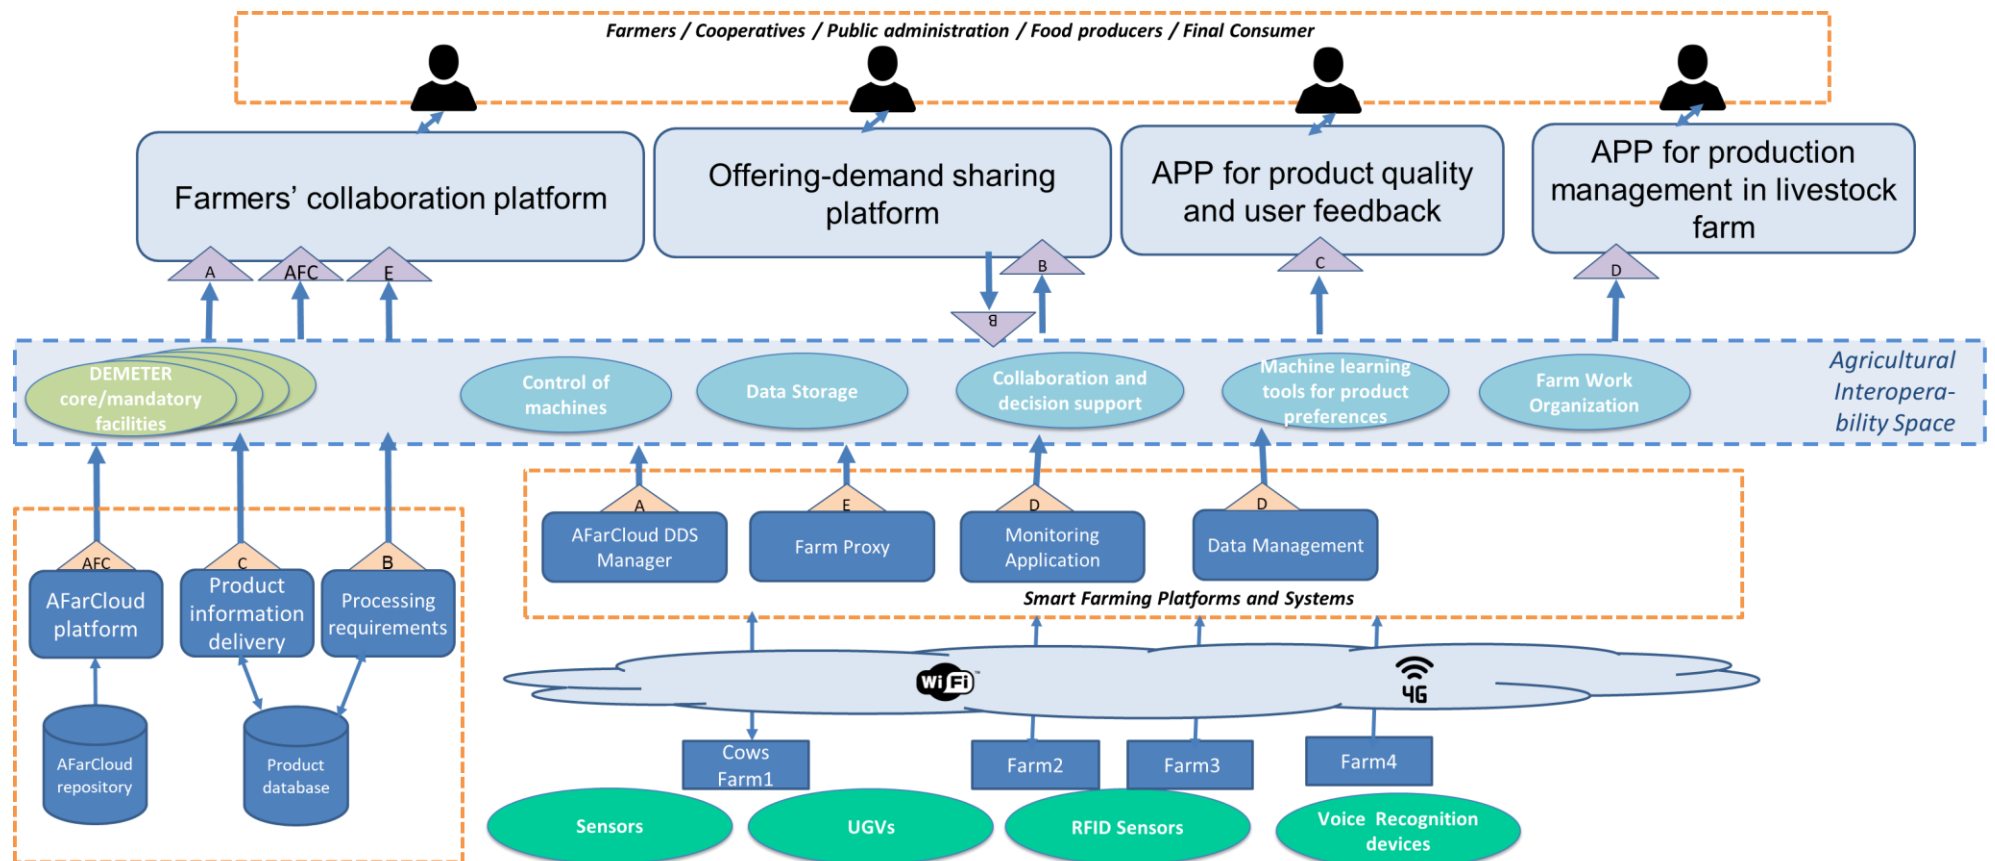 Farmers / Cooperatives / Public administration / Food producers / Final Consumer
Farmers' collaboration platform
Offering-demand sharing
platform
APP for product quality
and user feedback
APP for production
management in livestock
farm
A
AFC
E
B
B
C
D
DEMETER
core/mandatory
facilities
Control of
machines
Data Storage
Collaboration and
decision support
Machine learning
tools for product
preferences
Farm Work
Organization
Agricultural
Interopera-
bility Space
AFC
C
B
A
E
D
D
AFarCloud
platform
Product
information
delivery
Processing
requirements
AFarCloud DDS
Manager
Farm Proxy
Monitoring
Application
Data Management
Smart Farming Platforms and Systems
AFarCloud
repository
Product
database
Wi Fi
4G
Cows
Farm1
Farm2
Farm3
Farm4
Sensors
UGVs
RFID Sensors
Voice Recognition
devices